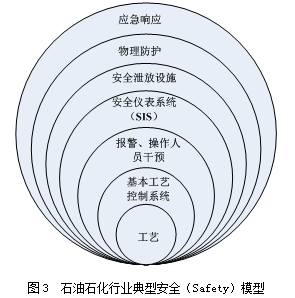 应急响应
物理防护
安全泄放设施
安全仪表系统
（SIS）
报警、操作人
员干预
基本工艺
控制系统
工艺
图3 石油石化行业典型安全（Safety）模型